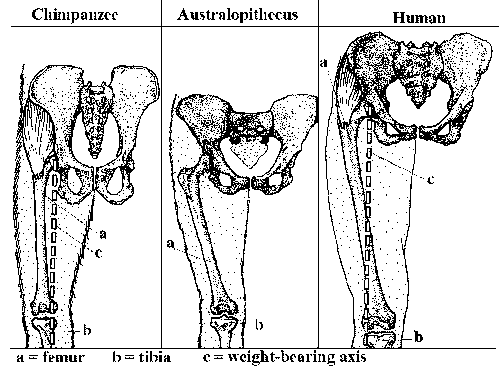 Chimpanzee Australopithecus Human
a
a
c
a
c
b
b
b
a = femur b = tibia c = weight-bearing axis